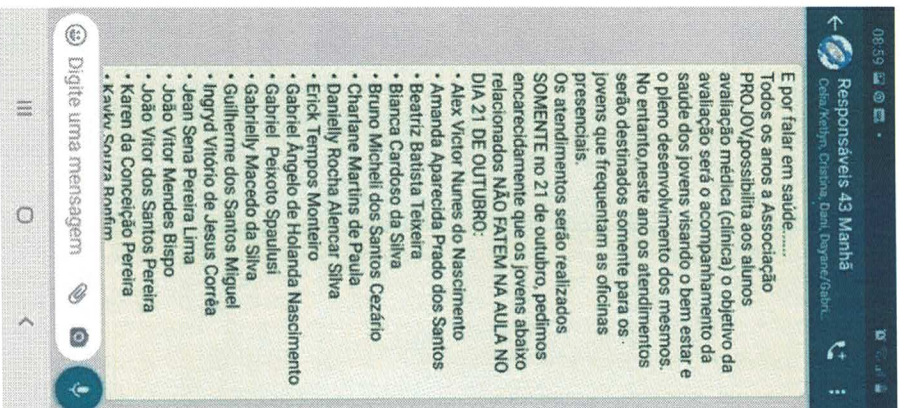 08:59
Responsáveis 43 Manhã
Celia/Ketlyn, Cristina, Dani, Dayane/Gabri...
E por falar em saúde......
Todos os anos a Associação
PROJOVpossibilita aos alunos
avaliação médica (clínica) o objetivo da
avaliação será o acompanhamento da
saúde dos jovens visando o bem estar e
o pleno desenvolvimento dos mesmos.
No entanto,neste ano os atendimentos
serão destinados somente para os
jovens que frequentam as oficinas
presenciais.
Os atendimentos serão realizados
SOMENTE no 21 de outubro, pedimos
encarecidamente que os jovens abaixo
relacionados NÃO FATEM NA AULA NO
DIA 21 DE OUTUBRO:
• Alex Victor Nunes do Nascimento
• Amanda Aparecida Prado dos Santos
• Beatriz Batista Teixeira
• Bianca Cardoso da Silva
• Bruno Micheli dos Santos Cezário
• Charlane Martins de Paula
• Danielly Rocha Alencar Silva
• Erick Tempos Monteiro
• Gabriel Ângelo de Holanda Nascimento
• Gabriel Peixoto Spaulusi
• Gabrielly Macedo da Silva
• Guilherme dos Santos Miguel
• Ingryd Vitório de Jesus Corrêa
• Jean Sena Pereira Lima
• João Vitor Mendes Bispo
• João Vitor dos Santos Pereira
• Karen da Conceição Pereira
• Kayky Souza Bonfim
Digite uma mensagem